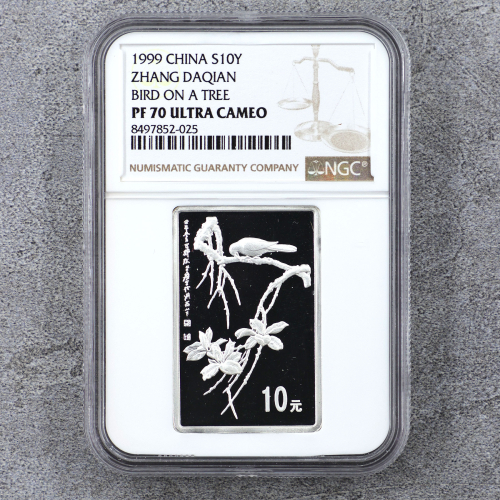 1999 CHINA S10Y
ZHANG DAQIAN
BIRD ON A TREE
PF 70 ULTRA CAMEO
8497852-025
NUMISMATIC GUARANTY COMPANY
NGC®
10元